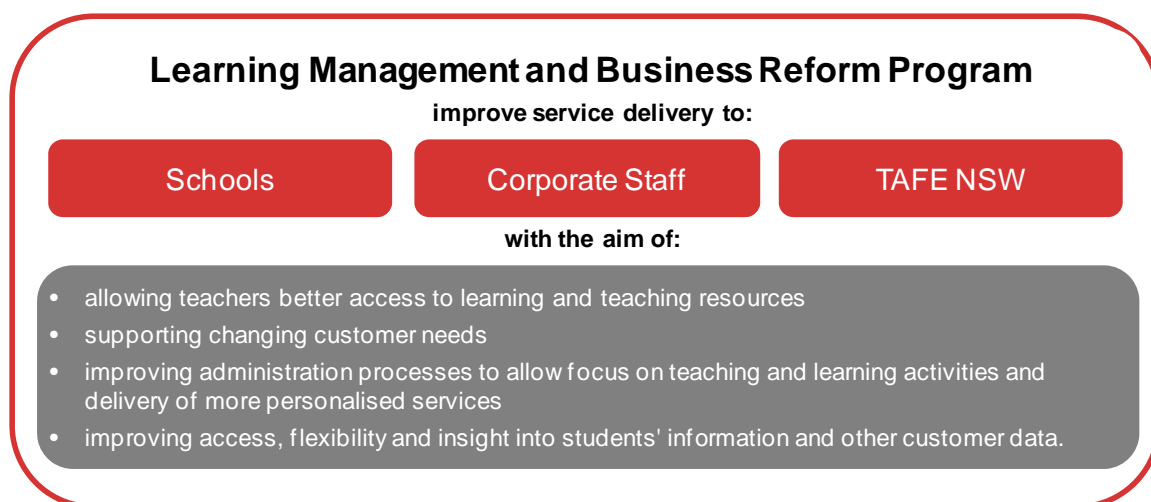 Learning Management and Business Reform Program
improve service delivery to:
Schools
Corporate Staff
TAFE NSW
with the aim of:
• allowing teachers better access to learning and teaching resources
• supporting changing customer needs
• improving administration processes to allow focus on teaching and learning activities and
delivery of more personalised services
• improving access, flexibility and insight into students' information and other customer data.